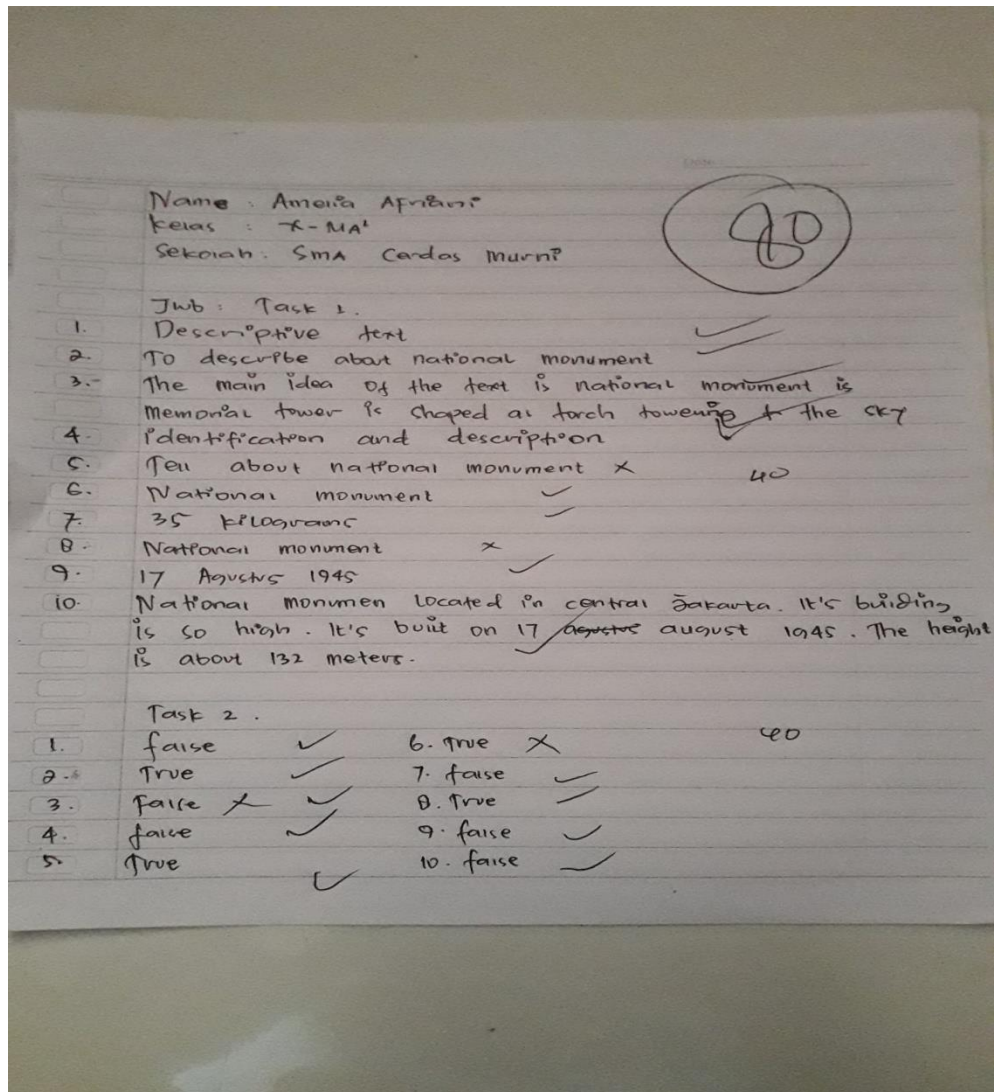 Name : Amelia Afriani
Kelas : X-MA'
Sekolah : SMA Cerdas Murni
80
Jwb : Task 1.
1. Descriptive text
2. To describe about national monument
3. The main idea of the text is national monument is
Memorial tower is shaped as torch towering the sky
4. identification and description
5. Tell about national monument
40
6. National monument
7. 35 kilograms
8. National monument
9. 17 Agustus 1945
10. National monumen located in central Jakarta. It's building
is so high. It's built on 17 agustus august 1945. The height
is about 132 meters.
Task 2.
1. false 6. True
40
2. True 7. false
3. False 8. True
4. false 9. false
5. True 10. false